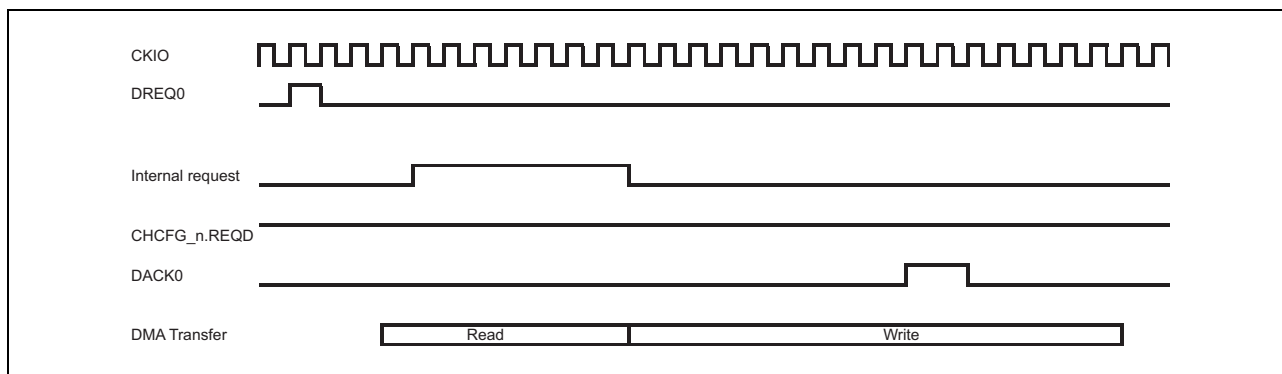 CKIO
DREQ0
Internal request
CHCFG_n.REQD
DACK0
DMA Transfer Read Write